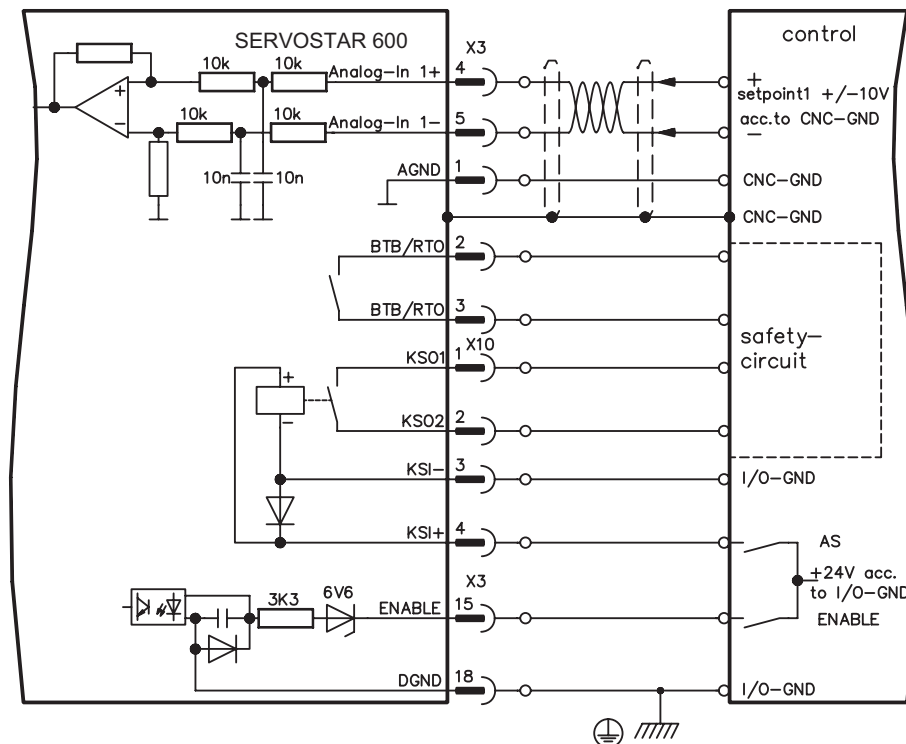 SERVOSTAR 600
X3
control
10k
10k
Analog-In 1+
4
+
setpoint1 +/-10V
acc.to CNC-GND
−
+
−
10k
10k
Analog-In 1-
5
10n
10n
AGND
1
CNC-GND
CNC-GND
BTB/RTO
2
BTB/RTO
3
safety-
circuit
X10
KSO1
1
+
−
KSO2
2
KSI-
3
I/O-GND
KSI+
4
AS
+24V acc.
to I/O-GND
X3
3K3
6V6
ENABLE
15
ENABLE
DGND
18
I/O-GND